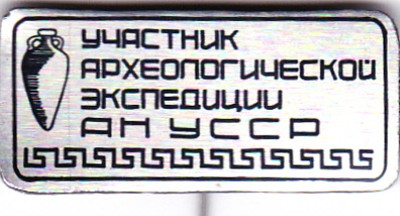 УЧАСТНИК
АРХЕОЛОГИЧЕСКОЙ
ЭКСПЕДИЦИИ
АН УССР